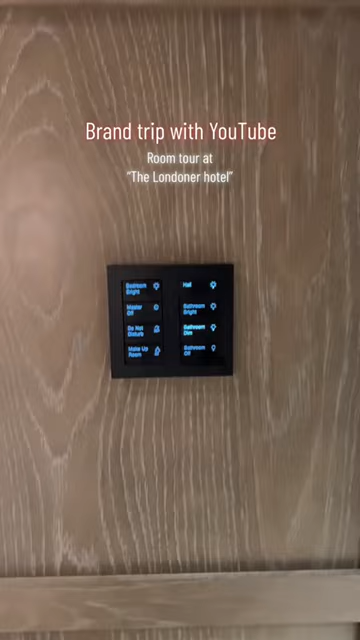 Brand trip with YouTube
Room tour at
"The Londoner hotel"
Bedroom
Bright
Master
Off
Do Not
Disturb
Make Up
Room
Hall
Bathroom
Bright
Bathroom
Dim
Bathroom
Off